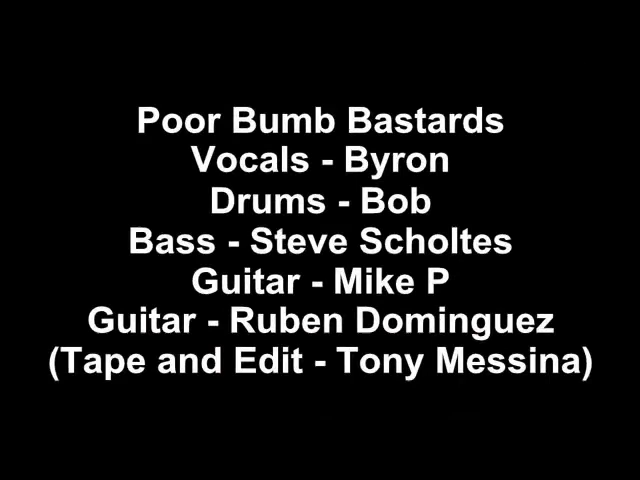 Poor Bumb Bastards
Vocals - Byron
Drums - Bob
Bass - Steve Scholtes
Guitar - Mike P
Guitar - Ruben Dominguez
(Tape and Edit - Tony Messina)